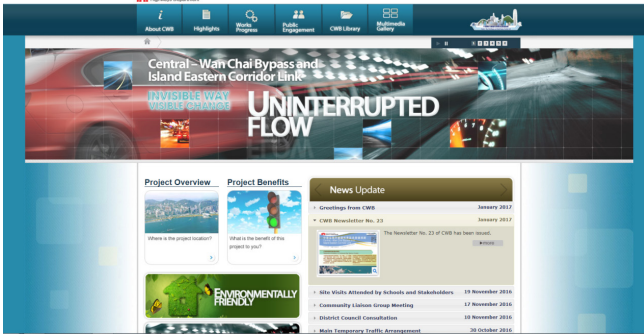 About CWB
Highlights
Works
Progress
Public
Engagement
CWB Library
Multimedia
Gallery
Central – Wan Chai Bypass and
Island Eastern Corridor Link
INVISIBLE WAY
VISIBLE CHANGE
UNINTERRUPTED
FLOW
Project Overview
Where is the project location?
Project Benefits
What is the benefit of this
project to you?
ENVIRONMENTALLY
FRIENDLY
News Update
Greetings from CWB January 2017
CWB Newsletter No. 23 January 2017
The Newsletter No. 23 of CWB has
been issued.
more
Site Visits Attended by Schools and Stakeholders 19 November 2016
Community Liaison Group Meeting 17 November 2016
District Council Consultation 18 November 2016
Main Temporary Traffic Arrangement 30 October 2016